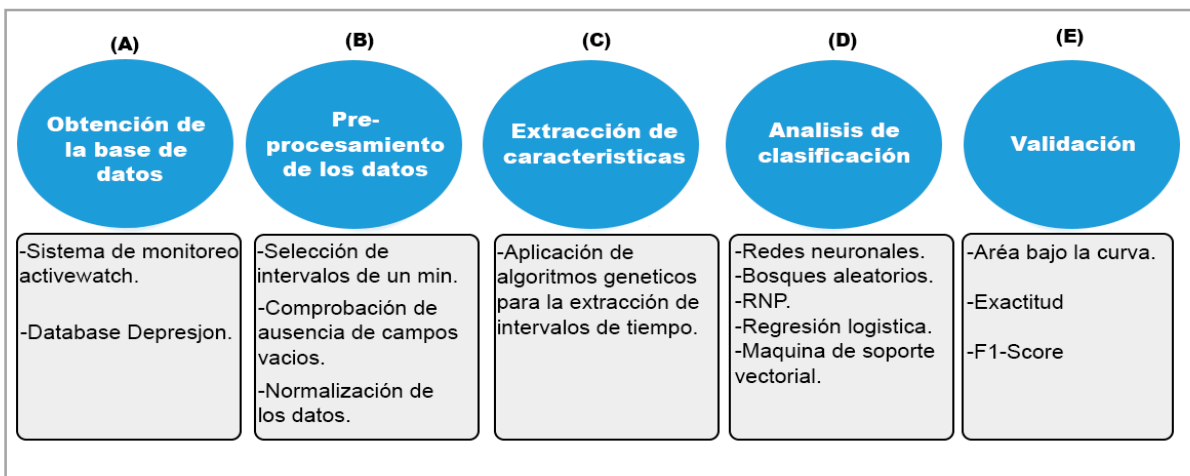 (A)
Obtención de
la base de
datos
-Sistema de monitoreo
activewatch.
-Database Depresjon.
(B)
Pre-
procesamiento
de los datos
-Selección de
intervalos de un min.
-Comprobación de
ausencia de campos
vacios.
-Normalización de
los datos.
(C)
Extracción de
caracteristicas
-Aplicación de
algoritmos geneticos
para la extracción de
intervalos de tiempo.
(D)
Analisis de
clasificación
-Redes neuronales.
-Bosques aleatorios.
-RNP.
-Regresión logistica.
-Maquina de soporte
vectorial.
(E)
Validación
-Aréa bajo la curva.
-Exactitud
-F1-Score